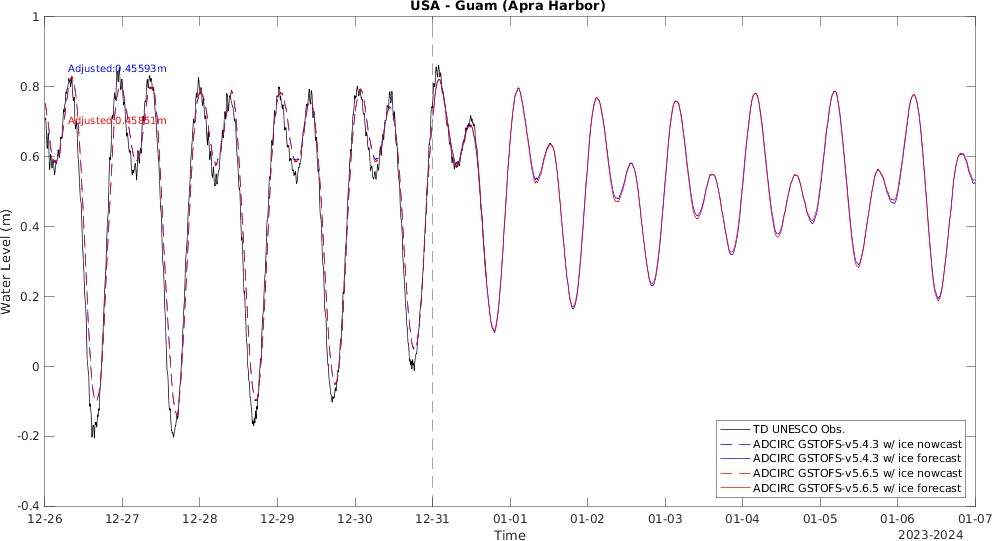 USA - Guam (Apra Harbor)
Water Level (m)
1
0.8
0.6
0.4
0.2
0
-0.2
-0.4
Adjusted:0.45593m
TD UNESCO Obs.
ADCIRC GSTOFS-v5.4.3 w/ ice nowcast
ADCIRC GSTOFS-v5.4.3 w/ ice forecast
ADCIRC GSTOFS-v5.6.5 w/ ice nowcast
ADCIRC GSTOFS-v5.6.5 w/ ice forecast
12-26 12-27 12-28 12-29 12-30 12-31 01-01 01-02 01-03 01-04 01-05 01-06 01-07
Time
2023-2024